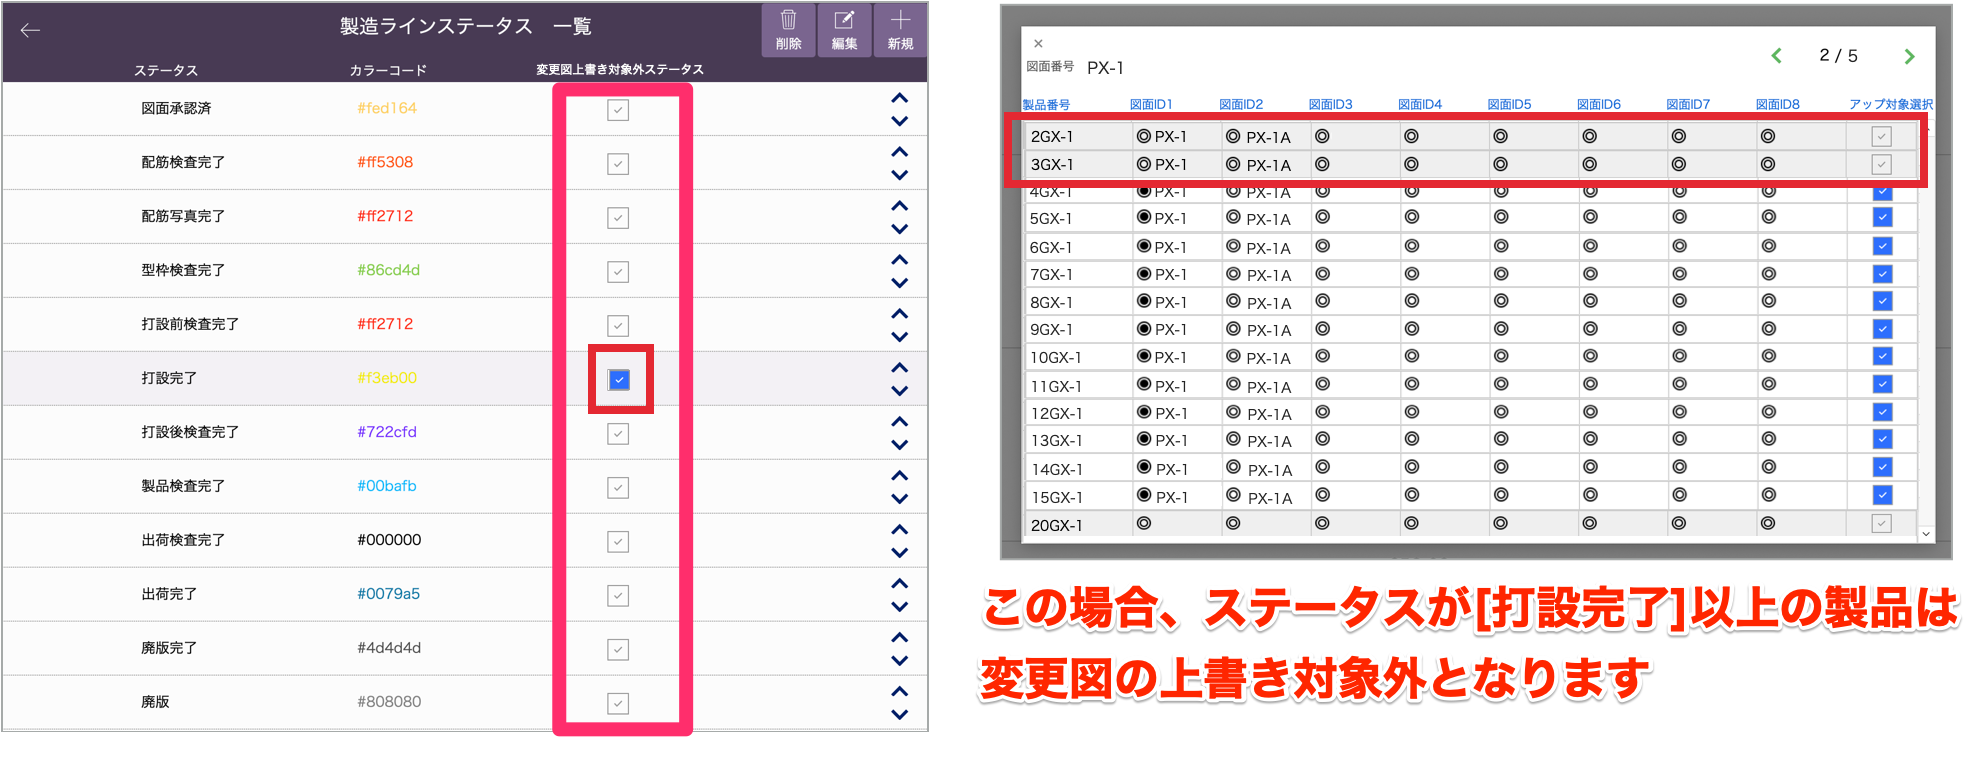 製造ラインステータス　一覧
削除
編集
新規
ステータス カラーコード 変更図上書き対象外ステータス
図面承認済 #fed164
配筋検査完了 #ff5308
配筋写真完了 #ff2712
型枠検査完了 #86cd4d
打設前検査完了 #ff2712
打設完了 #f3eb00
打設後検査完了 #722cfd
製品検査完了 #00bafb
出荷検査完了 #000000
出荷完了 #0079a5
廃版完了 #4d4d4d
廃版 #808080
2 / 5
図面番号 PX-1
製品番号 図面ID1 図面ID2 図面ID3 図面ID4 図面ID5 図面ID6 図面ID7 図面ID8 アップ対象選択
2GX-1 PX-1 PX-1A
3GX-1 PX-1 PX-1A
4GX-1 PX-1 PX-1A
5GX-1 PX-1 PX-1A
6GX-1 PX-1 PX-1A
7GX-1 PX-1 PX-1A
8GX-1 PX-1 PX-1A
9GX-1 PX-1 PX-1A
10GX-1 PX-1 PX-1A
11GX-1 PX-1 PX-1A
12GX-1 PX-1 PX-1A
13GX-1 PX-1 PX-1A
14GX-1 PX-1 PX-1A
15GX-1 PX-1 PX-1A
20GX-1
この場合、ステータスが[打設完了]以上の製品は
変更図の上書き対象外となります